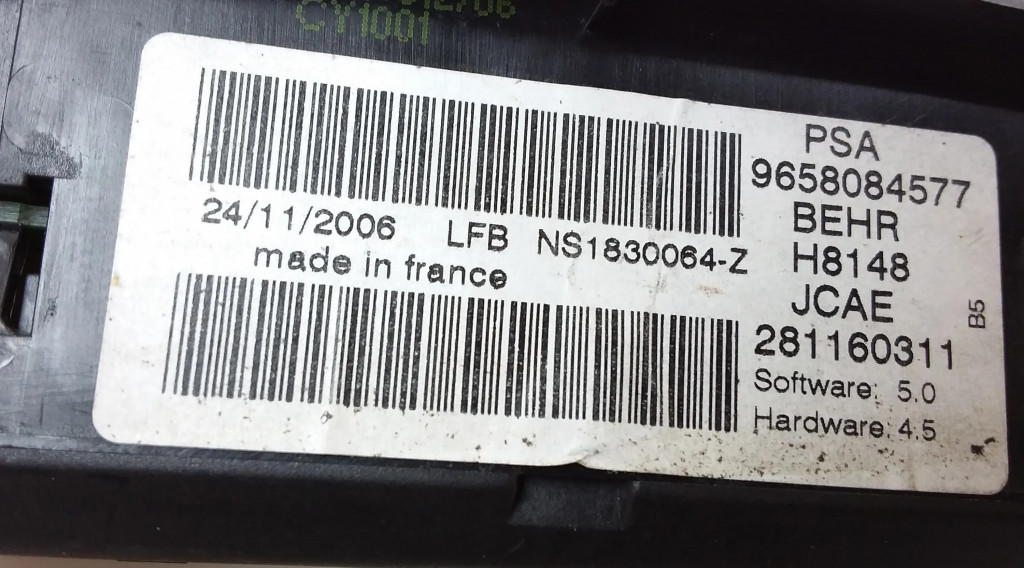 CY1001
PSA
9658084577
BEHR
H8148
JCAE
281160311
Software: 5.0
Hardware: 4.5
B5
24/11/2006 LFB NS1830064-Z
made in france